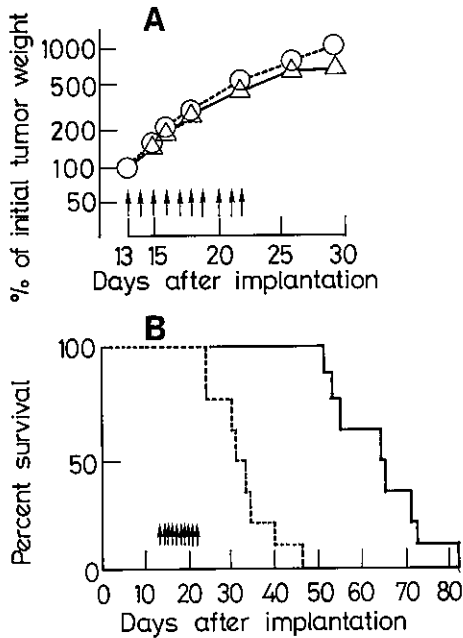 A
% of initial tumor weight
1000
500
200
100
50
13 15 20 25 30
Days after implantation
B
Percent survival
100
50
0
0 10 20 30 40 50 60 70 80
Days after implantation